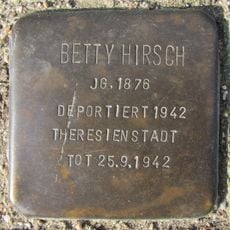 BETTY HIRSCH
JG. 1876
DEPORTIERT 1942
THERESIENSTADT
TOT 25.9.1942